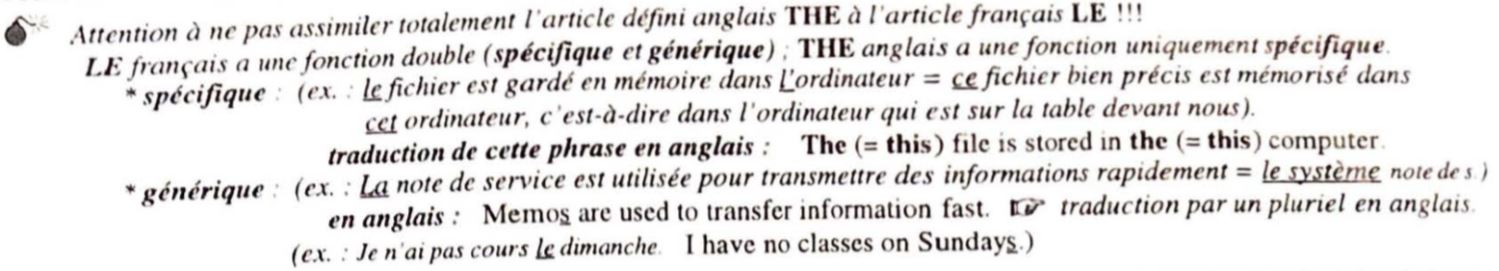 Attention à ne pas assimiler totalement l'article défini anglais THE à l'article français LE !!!
LE français a une fonction double (spécifique et générique) ; THE anglais a une fonction uniquement spécifique.
* spécifique : (ex. : le fichier est gardé en mémoire dans L'ordinateur = ce fichier bien précis est mémorisé dans
cet ordinateur, c'est-à-dire dans l'ordinateur qui est sur la table devant nous).
traduction de cette phrase en anglais : The (= this) file is stored in the (= this) computer.
* générique : (ex. : La note de service est utilisée pour transmettre des informations rapidement = le système note de s.)
en anglais : Memos are used to transfer information fast. ☞ traduction par un pluriel en anglais.
(ex. : Je n'ai pas cours le dimanche. I have no classes on Sundays.)